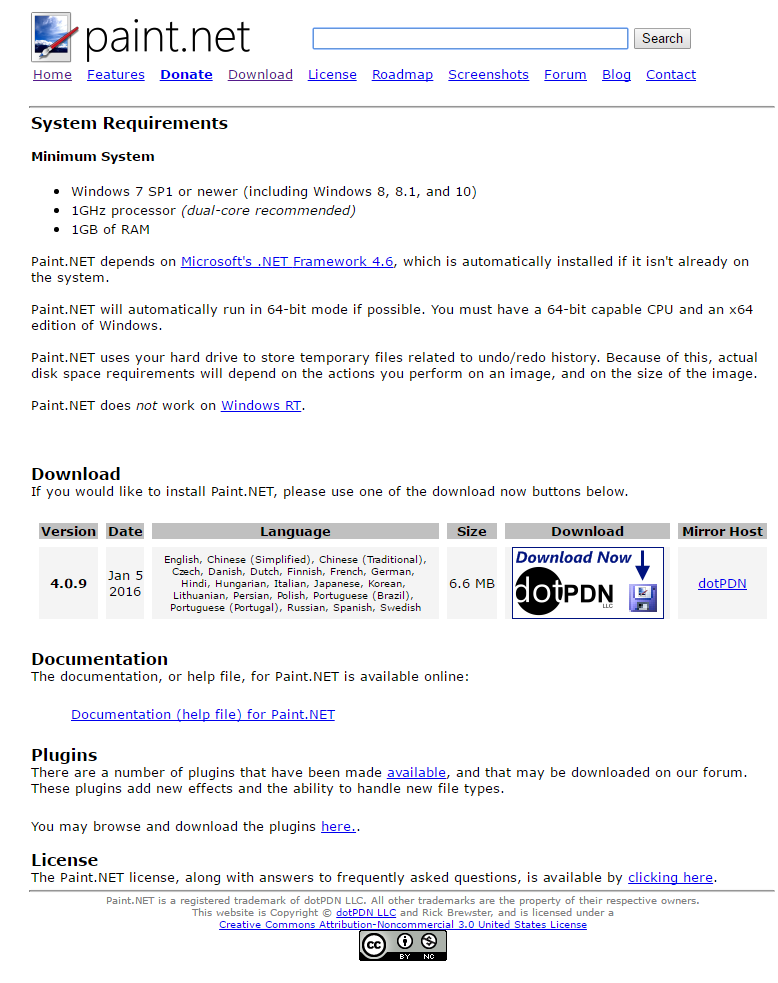 paint.net
Search
Home Features Donate Download License Roadmap Screenshots Forum Blog Contact
System Requirements
Minimum System
Windows 7 SP1 or newer (including Windows 8, 8.1, and 10)
1GHz processor (dual-core recommended)
1GB of RAM
Paint.NET depends on Microsoft's .NET Framework 4.6, which is automatically installed if it isn't already on
the system.
Paint.NET will automatically run in 64-bit mode if possible. You must have a 64-bit capable CPU and an x64
edition of Windows.
Paint.NET uses your hard drive to store temporary files related to undo/redo history. Because of this, actual
disk space requirements will depend on the actions you perform on an image, and on the size of the image.
Paint.NET does not work on Windows RT.
Download
If you would like to install Paint.NET, please use one of the download now buttons below.
Version Date Language Size Download Mirror Host
4.0.9
Jan 5
2016
English, Chinese (Simplified), Chinese (Traditional),
Czech, Danish, Dutch, Finnish, French, German,
Hindi, Hungarian, Italian, Japanese, Korean,
Lithuanian, Persian, Polish, Portuguese (Brazil),
Portuguese (Portugal), Russian, Spanish, Swedish
6.6 MB
Download Now
dotPDN
LLC
dotPDN
Documentation
The documentation, or help file, for Paint.NET is available online:
Documentation (help file) for Paint.NET
Plugins
There are a number of plugins that have been made available, and that may be downloaded on our forum.
These plugins add new effects and the ability to handle new file types.
You may browse and download the plugins here..
License
The Paint.NET license, along with answers to frequently asked questions, is available by clicking here.
Paint.NET is a registered trademark of dotPDN LLC. All other trademarks are the property of their respective owners.
This website is Copyright © dotPDN LLC and Rick Brewster, and is licensed under a
Creative Commons Attribution-Noncommercial 3.0 United States License
cc
BY NC